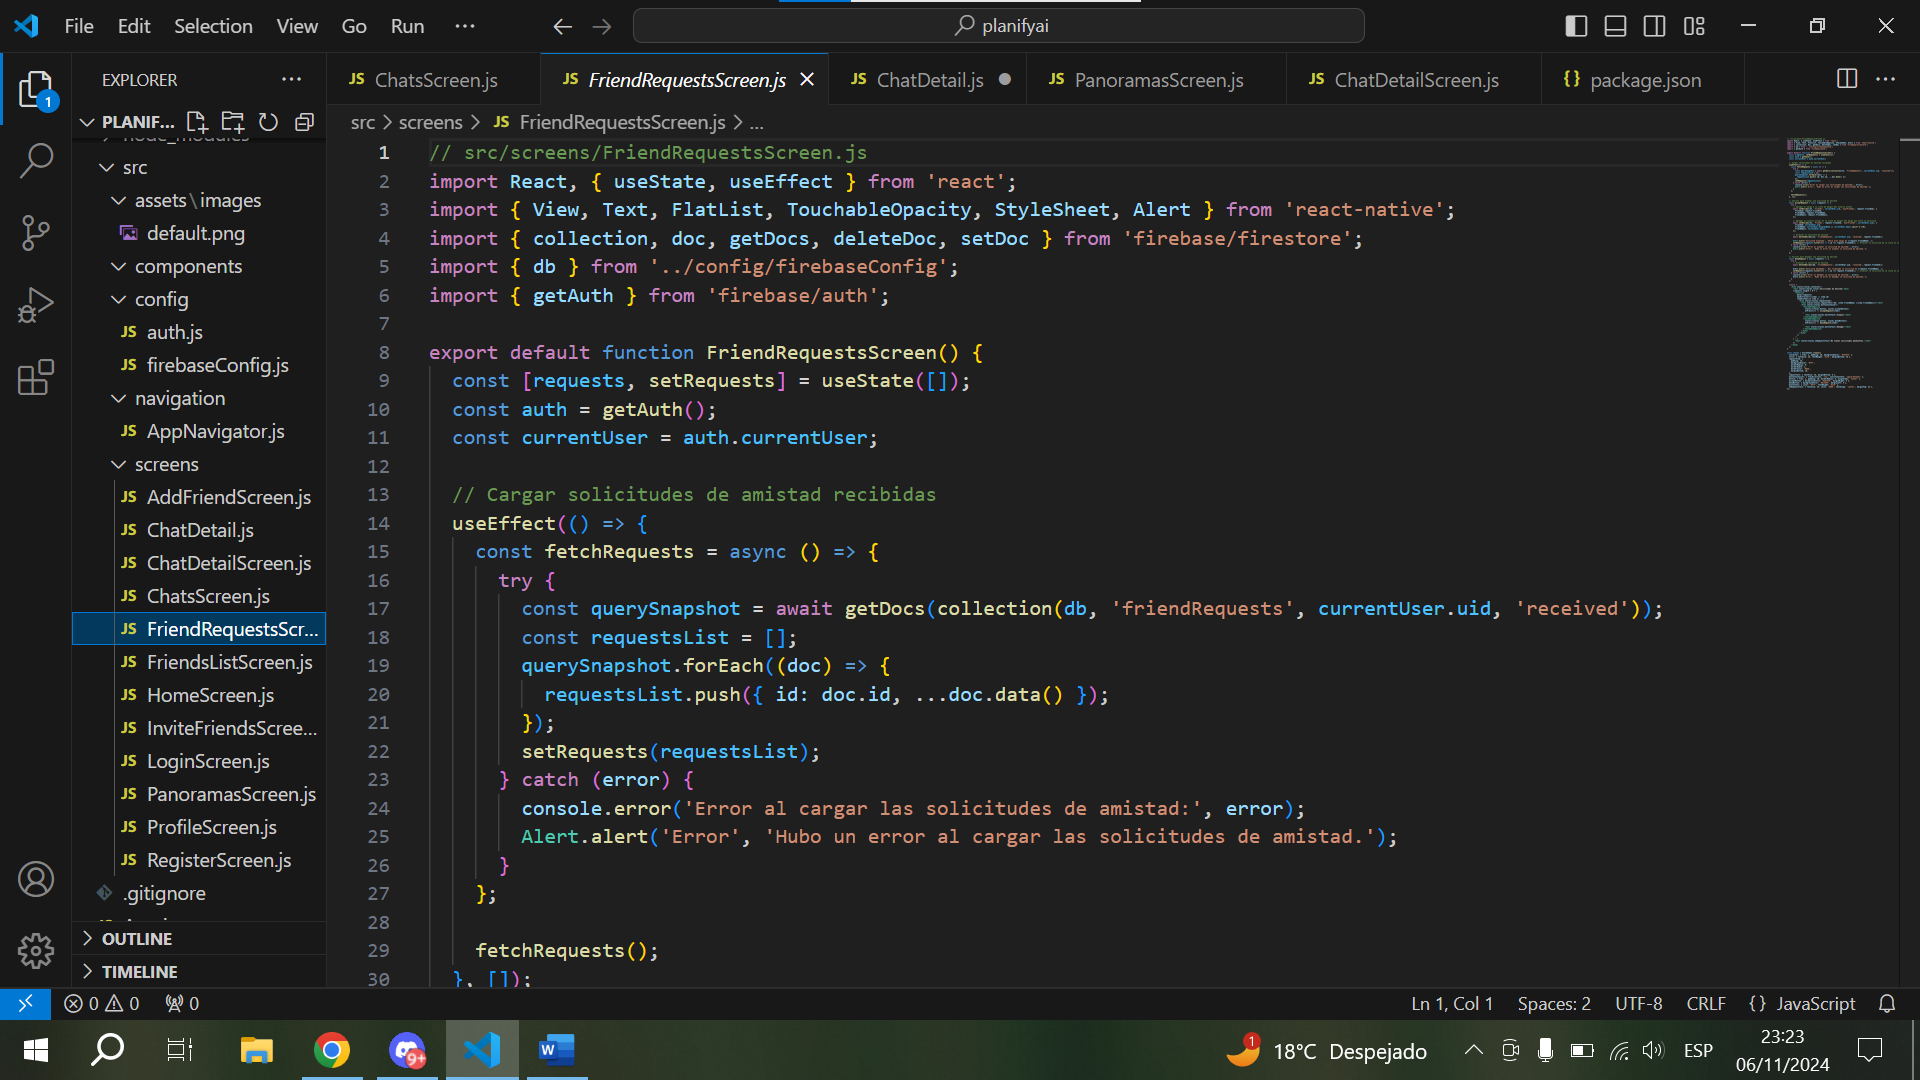 File Edit Selection View Go Run ···
planifyai
EXPLORER ···
1
PLANIF...
node_modules
src
assets\images
default.png
components
config
JS auth.js
JS firebaseConfig.js
navigation
JS AppNavigator.js
screens
JS AddFriendScreen.js
JS ChatDetail.js
JS ChatDetailScreen.js
JS ChatsScreen.js
JS FriendRequestsScr...
JS FriendsListScreen.js
JS HomeScreen.js
JS InviteFriendsScree...
JS LoginScreen.js
JS PanoramasScreen.js
JS ProfileScreen.js
JS RegisterScreen.js
.gitignore
OUTLINE
TIMELINE
JS ChatsScreen.js JS FriendRequestsScreen.js JS ChatDetail.js JS PanoramasScreen.js JS ChatDetailScreen.js {} package.json ···
src > screens > JS FriendRequestsScreen.js > ...
1 // src/screens/FriendRequestsScreen.js
2 import React, { useState, useEffect } from 'react';
3 import { View, Text, FlatList, TouchableOpacity, StyleSheet, Alert } from 'react-native';
4 import { collection, doc, getDocs, deleteDoc, setDoc } from 'firebase/firestore';
5 import { db } from '../config/firebaseConfig';
6 import { getAuth } from 'firebase/auth';
7
8 export default function FriendRequestsScreen() {
9 const [requests, setRequests] = useState([]);
10 const auth = getAuth();
11 const currentUser = auth.currentUser;
12
13 // Cargar solicitudes de amistad recibidas
14 useEffect(() => {
15 const fetchRequests = async () => {
16 try {
17 const querySnapshot = await getDocs(collection(db, 'friendRequests', currentUser.uid, 'received'));
18 const requestsList = [];
19 querySnapshot.forEach((doc) => {
20 requestsList.push({ id: doc.id, ...doc.data() });
21 });
22 setRequests(requestsList);
23 } catch (error) {
24 console.error('Error al cargar las solicitudes de amistad:', error);
25 Alert.alert('Error', 'Hubo un error al cargar las solicitudes de amistad.');
26 }
27 };
28
29 fetchRequests();
30 }, []);
0 0 0
Ln 1, Col 1 Spaces: 2 UTF-8 CRLF {} JavaScript
9+
W
1
18°C Despejado
ESP
23:23
06/11/2024